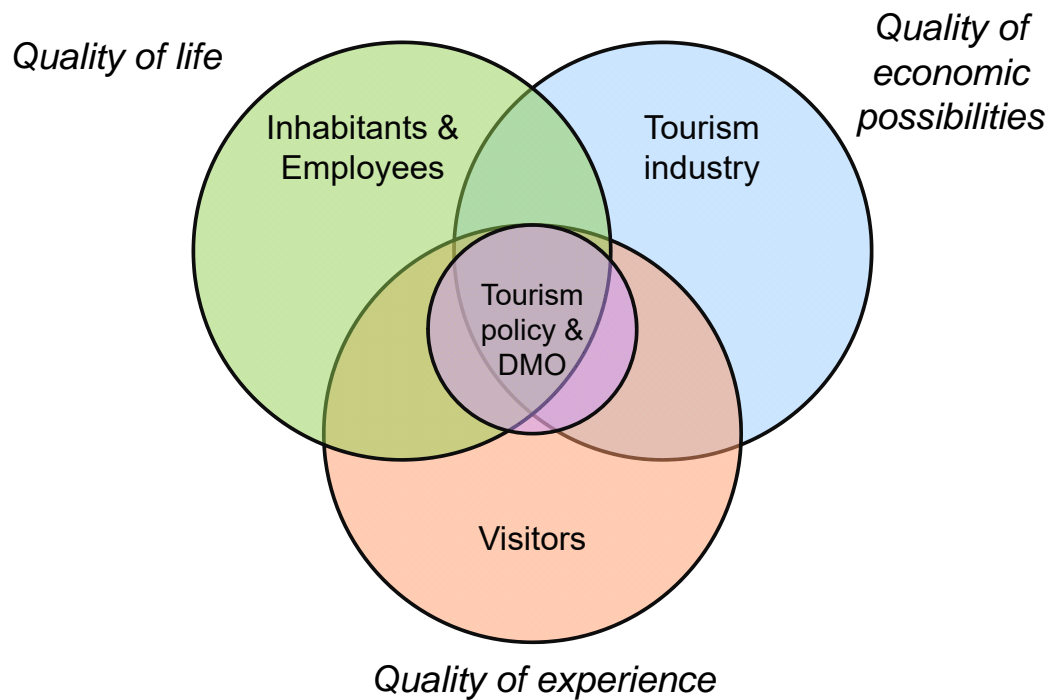 Quality of life
Quality of
economic
possibilities
Inhabitants &
Employees
Tourism
industry
Tourism
policy &
DMO
Visitors
Quality of experience